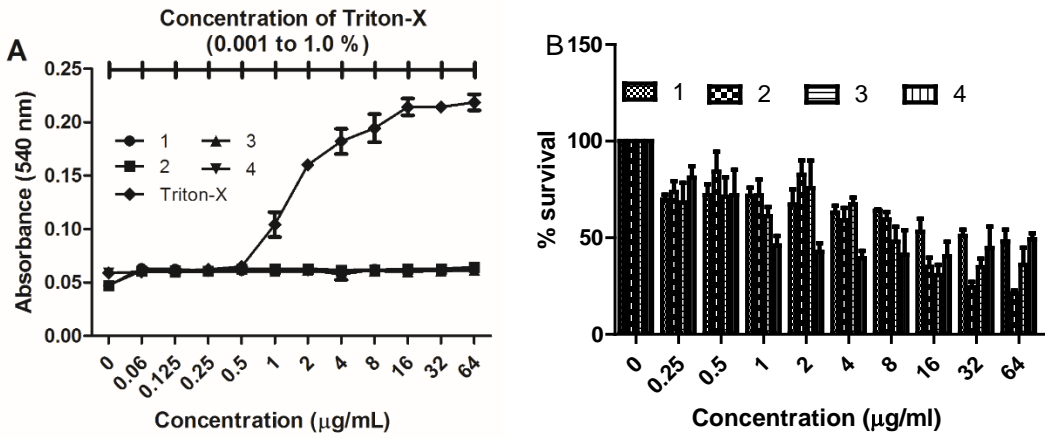 Concentration of Triton-X
(0.001 to 1.0 %)
A
Absorbance (540 nm)
0.25
0.20
0.15
0.10
0.05
0.00
1
3
2
4
Triton-X
0 0.06 0.125 0.25 0.5 1 2 4 8 16 32 64
Concentration (μg/mL)
B
% survival
150
100
50
0
1 2 3 4
0 0.25 0.5 1 2 4 8 16 32 64
Concentration (μg/ml)